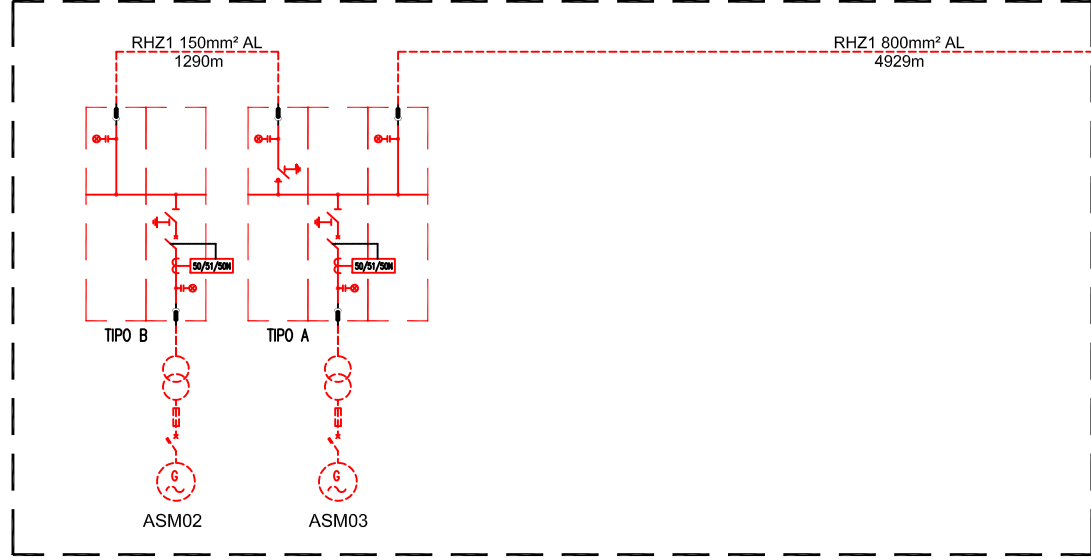 RHZ1 150mm² AL
1290m
RHZ1 800mm² AL
4929m
50/51/50N
50/51/50N
TIPO B
TIPO A
G
G
ASM02
ASM03